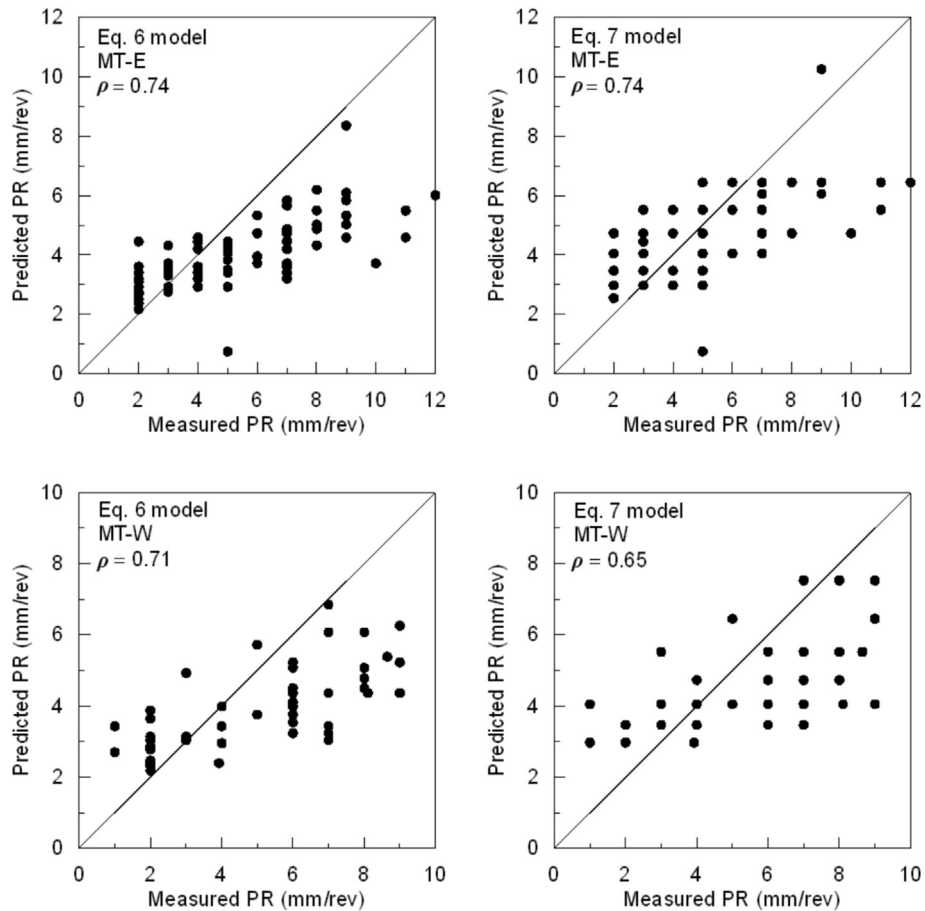 12
10
8
6
4
2
0
Predicted PR (mm/rev)
Eq. 6 model
MT-E
ρ = 0.74
0 2 4 6 8 10 12
Measured PR (mm/rev)
12
10
8
6
4
2
0
Predicted PR (mm/rev)
Eq. 7 model
MT-E
ρ = 0.74
0 2 4 6 8 10 12
Measured PR (mm/rev)
10
8
6
4
2
0
Predicted PR (mm/rev)
Eq. 6 model
MT-W
ρ = 0.71
0 2 4 6 8 10
Measured PR (mm/rev)
10
8
6
4
2
0
Predicted PR (mm/rev)
Eq. 7 model
MT-W
ρ = 0.65
0 2 4 6 8 10
Measured PR (mm/rev)